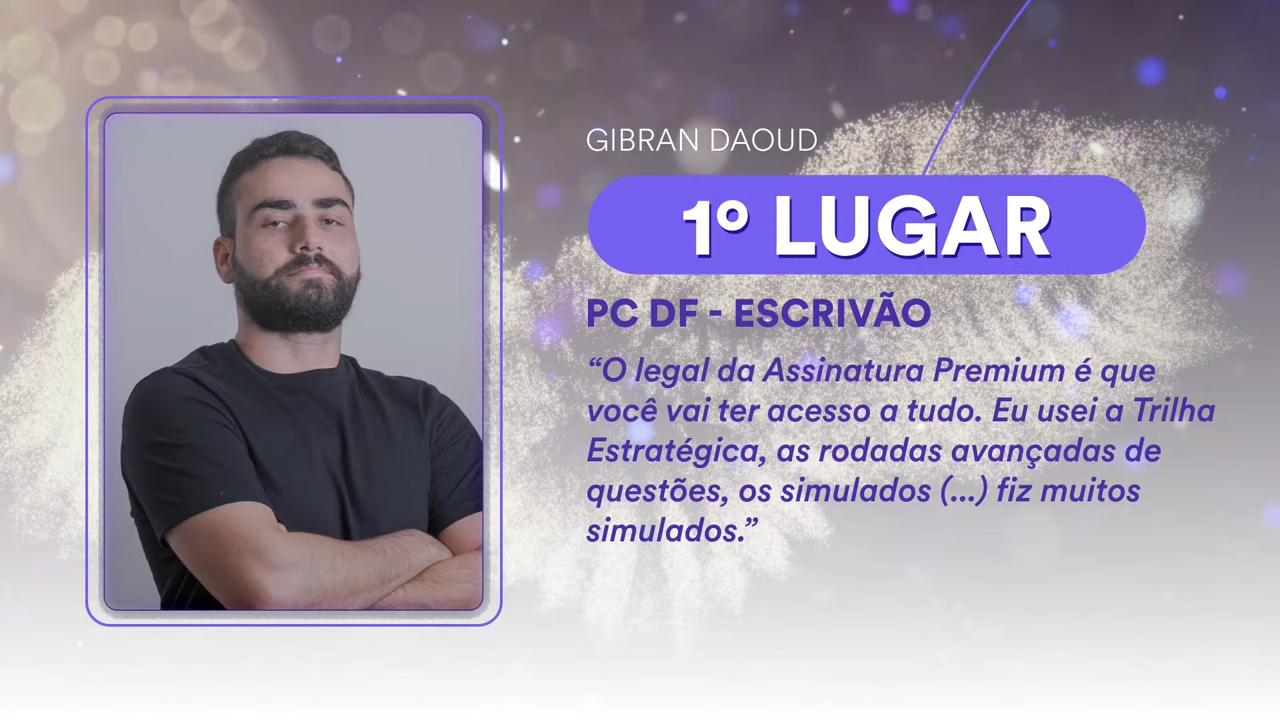 GIBRAN DAOUD
1º LUGAR
PC DF - ESCRIVÃO
“O legal da Assinatura Premium é que
você vai ter acesso a tudo. Eu usei a Trilha
Estratégica, as rodadas avançadas de
questões, os simulados (...) fiz muitos
simulados.”